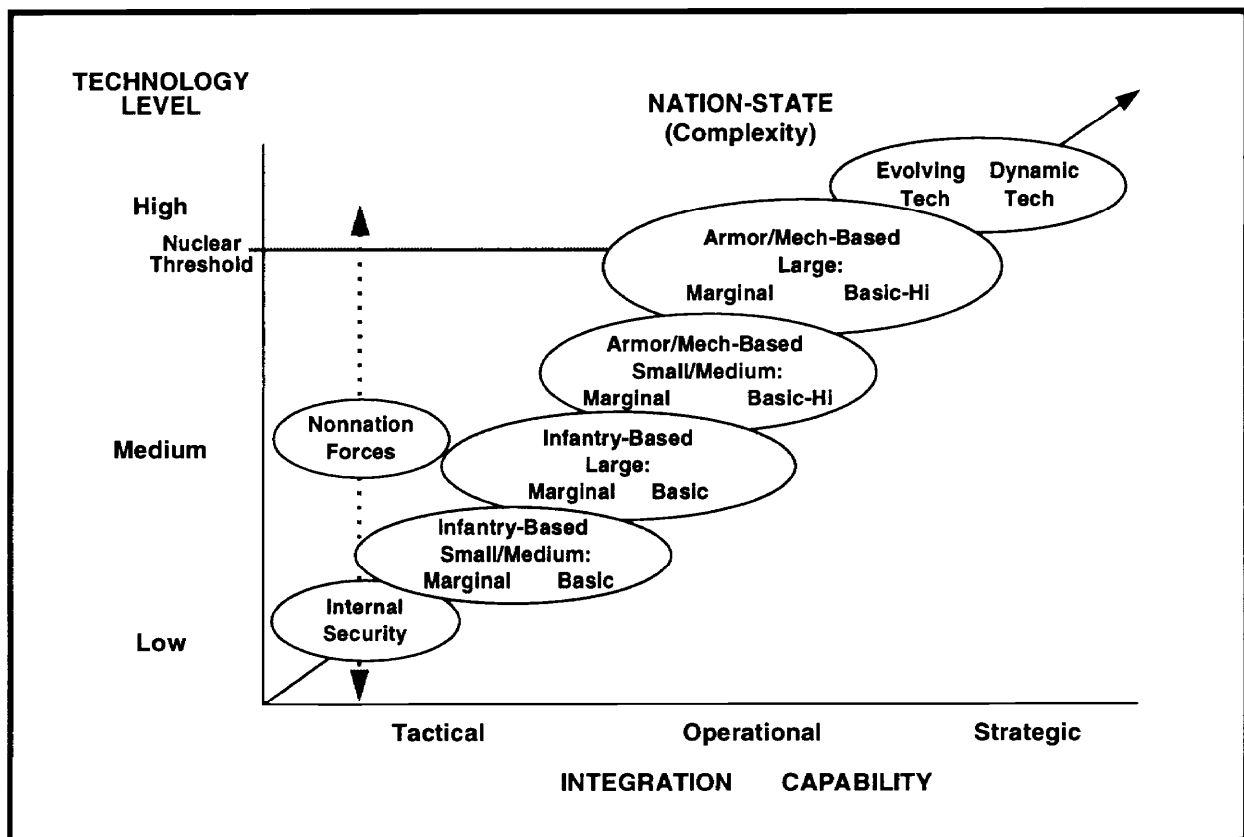 TECHNOLOGY
LEVEL
NATION-STATE
(Complexity)
Evolving Dynamic
Tech Tech
High
Nuclear
Threshold
Armor/Mech-Based
Large:
Marginal Basic-Hi
Armor/Mech-Based
Small/Medium:
Marginal Basic-Hi
Nonnation
Forces
Medium
Infantry-Based
Large:
Marginal Basic
Infantry-Based
Small/Medium:
Marginal Basic
Internal
Security
Low
Tactical Operational Strategic
INTEGRATION CAPABILITY